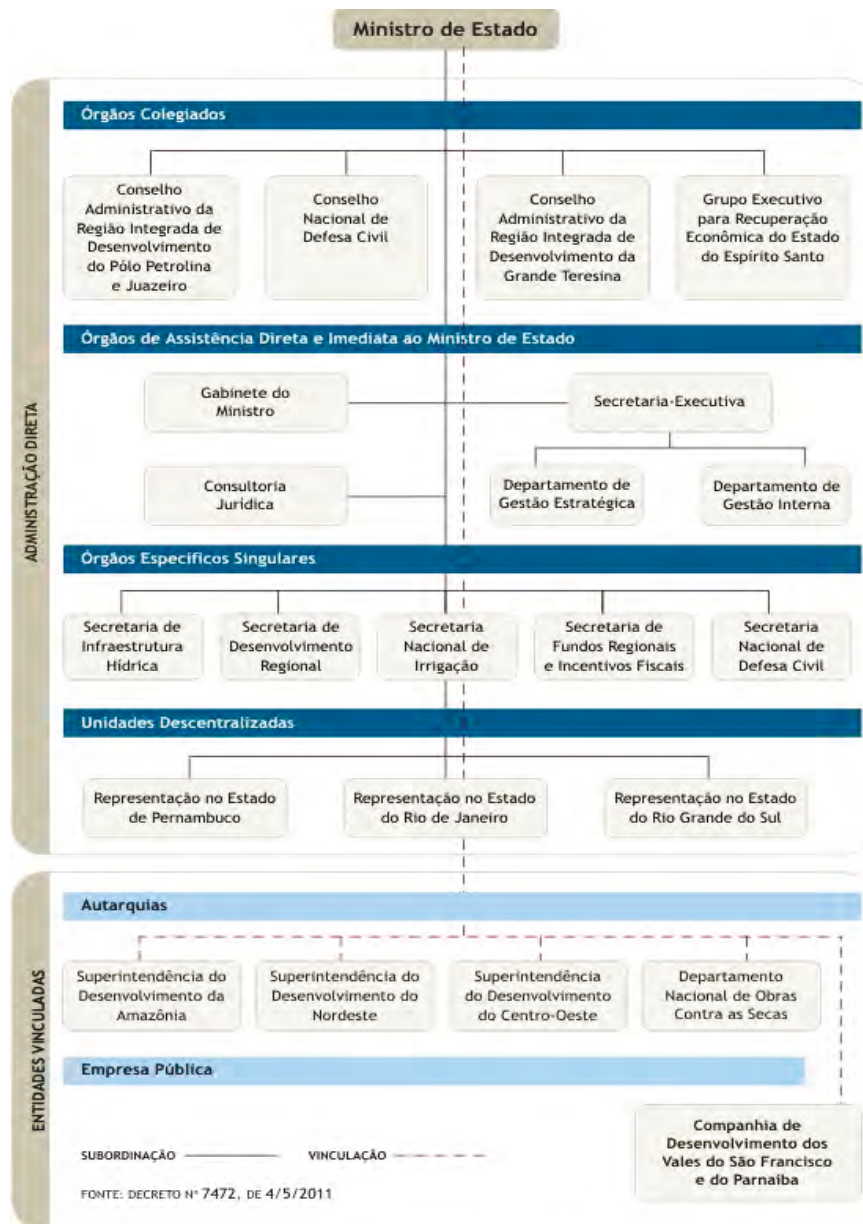 Ministro de Estado
ADMINISTRAÇÃO DIRETA
Órgãos Colegiados
Conselho
Administrativo da
Região Integrada de
Desenvolvimento
do Pólo Petrolina
e Juazeiro
Conselho
Nacional de
Defesa Civil
Conselho
Administrativo da
Região Integrada de
Desenvolvimento da
Grande Teresina
Grupo Executivo
para Recuperação
Econômica do Estado
do Espírito Santo
Órgãos de Assistência Direta e Imediata ao Ministro de Estado
Gabinete do
Ministro
Secretaria-Executiva
Consultoria
Jurídica
Departamento de
Gestão Estratégica
Departamento de
Gestão Interna
Órgãos Específicos Singulares
Secretaria de
Infraestrutura
Hídrica
Secretaria de
Desenvolvimento
Regional
Secretaria
Nacional de
Irrigação
Secretaria de
Fundos Regionais
e Incentivos Fiscais
Secretaria
Nacional de
Defesa Civil
Unidades Descentralizadas
Representação no Estado
de Pernambuco
Representação no Estado
do Rio de Janeiro
Representação no Estado
do Rio Grande do Sul
ENTIDADES VINCULADAS
Autarquias
Superintendência do
Desenvolvimento da
Amazônia
Superintendência do
Desenvolvimento do
Nordeste
Superintendência
do Desenvolvimento
do Centro-Oeste
Departamento
Nacional de Obras
Contra as Secas
Empresa Pública
Companhia de
Desenvolvimento dos
Vales do São Francisco
e do Parnaíba
SUBORDINAÇÃO
VINCULAÇÃO
FONTE: DECRETO Nº 7472, DE 4/5/2011